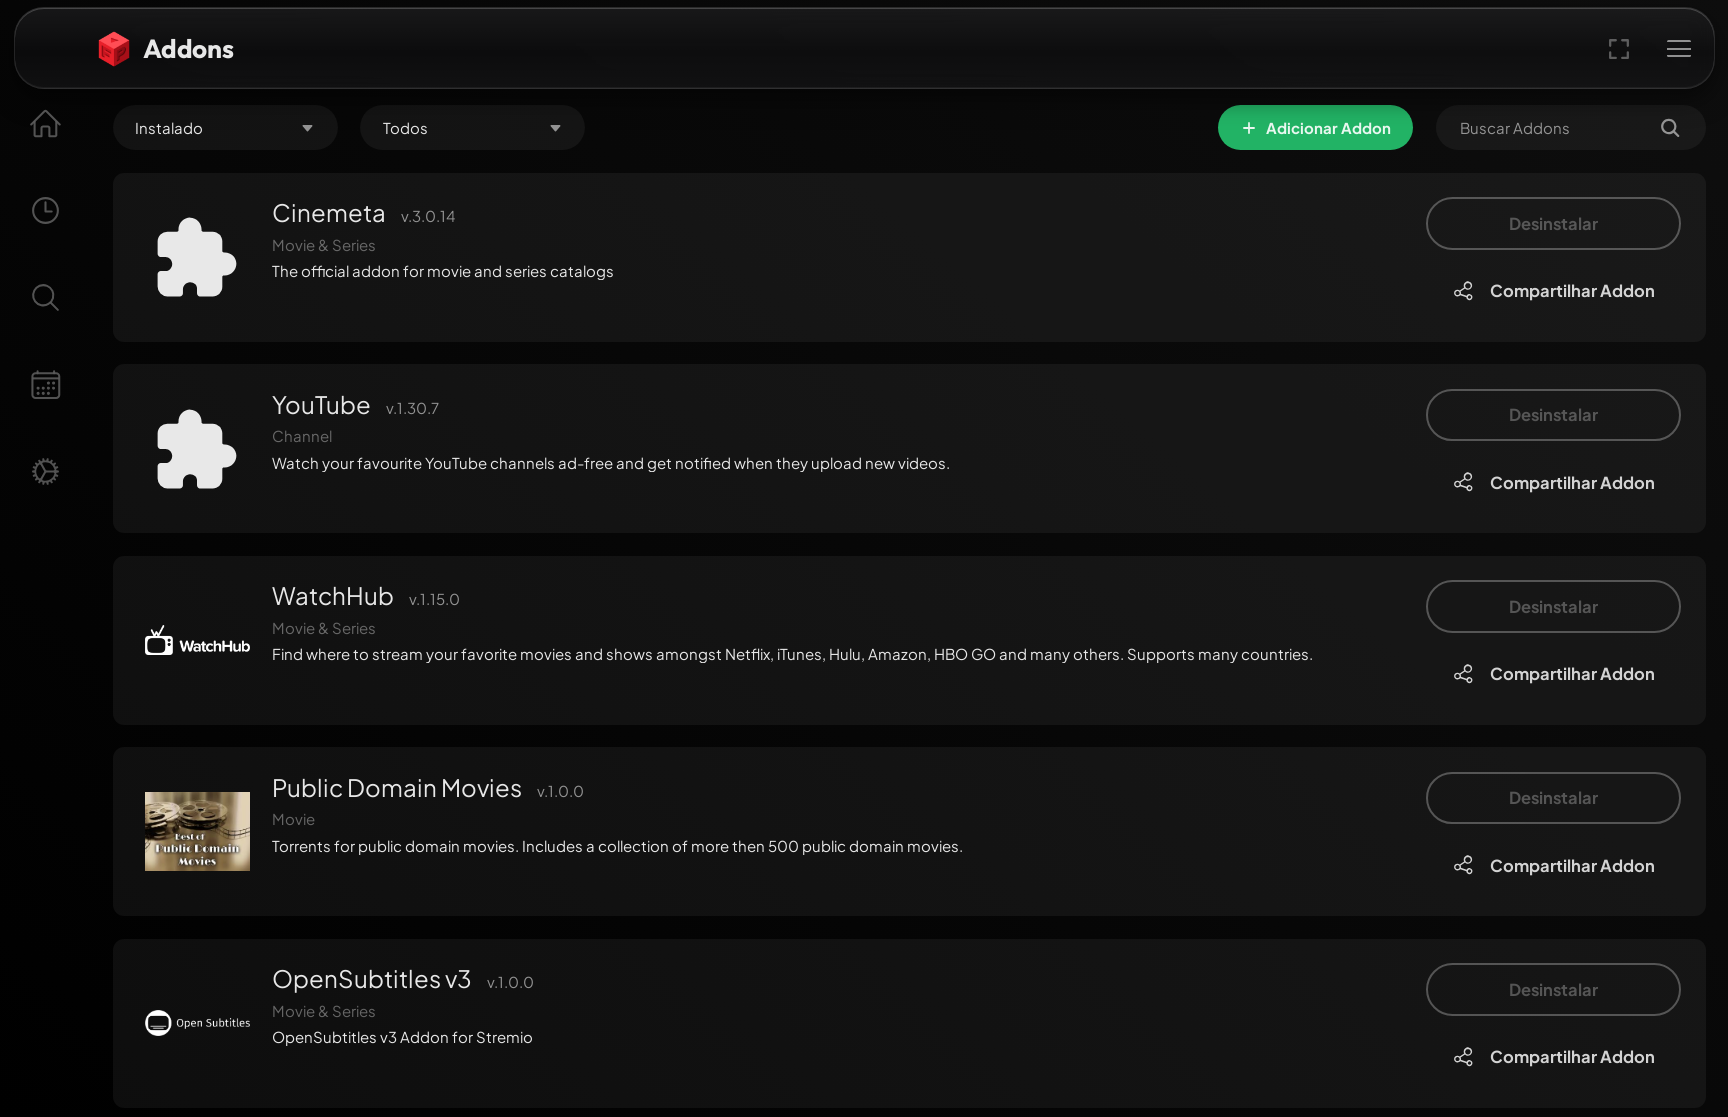 Addons
Instalado
Todos
Adicionar Addon
Buscar Addons
Cinemeta v.3.0.14
Movie & Series
The official addon for movie and series catalogs
Desinstalar
Compartilhar Addon
YouTube v.1.30.7
Channel
Watch your favourite YouTube channels ad-free and get notified when they upload new videos.
Desinstalar
Compartilhar Addon
WatchHub
WatchHub v.1.15.0
Movie & Series
Find where to stream your favorite movies and shows amongst Netflix, iTunes, Hulu, Amazon, HBO GO and many others. Supports many countries.
Desinstalar
Compartilhar Addon
Best of
Public Domain
Movies
Public Domain Movies v.1.0.0
Movie
Torrents for public domain movies. Includes a collection of more then 500 public domain movies.
Desinstalar
Compartilhar Addon
Open Subtitles
OpenSubtitles v3 v.1.0.0
Movie & Series
OpenSubtitles v3 Addon for Stremio
Desinstalar
Compartilhar Addon